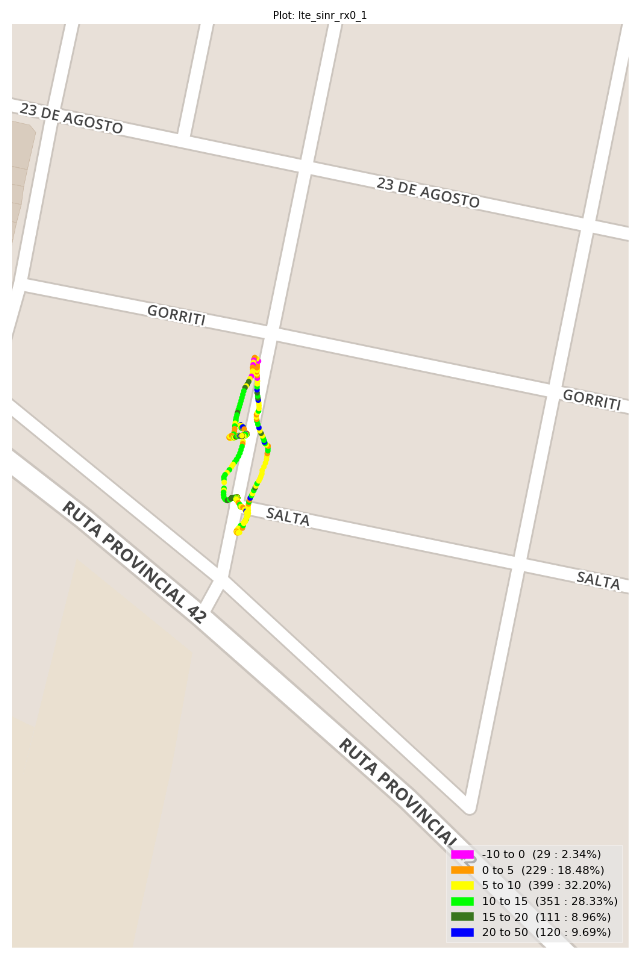 Plot: lte_sinr_rx0_1
23 DE AGOSTO
23 DE AGOSTO
GORRITI
GORRITI
SALTA
SALTA
RUTA PROVINCIAL 42
RUTA PROVINCIAL
-10 to 0 (29 : 2.34%)
0 to 5 (229 : 18.48%)
5 to 10 (399 : 32.20%)
10 to 15 (351 : 28.33%)
15 to 20 (111 : 8.96%)
20 to 50 (120 : 9.69%)